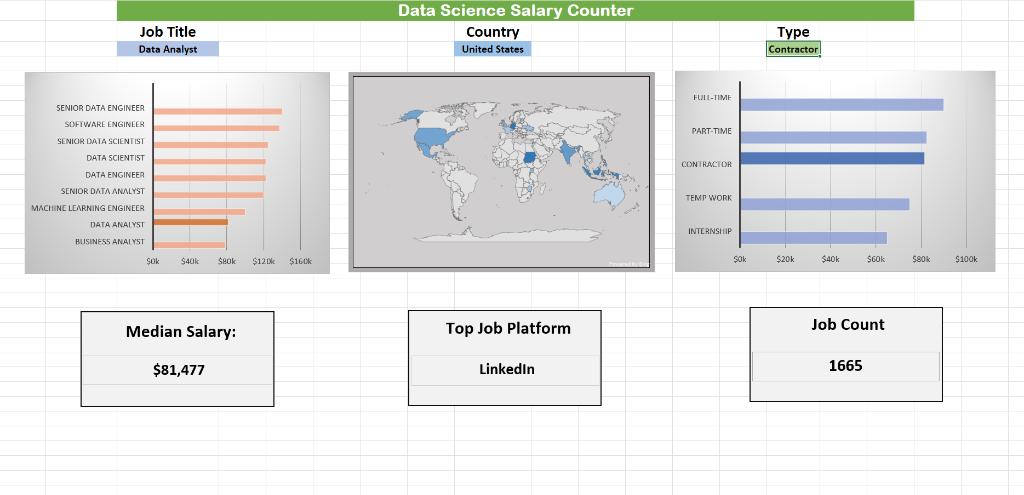 Data Science Salary Counter
Job Title
Country
Type
Data Analyst
United States
Contractor
SENIOR DATA ENGINEER
SOFTWARE ENGINEER
SENIOR DATA SCIENTIST
DATA SCIENTIST
DATA ENGINEER
SENIOR DATA ANALYST
MACHINE LEARNING ENGINEER
DATA ANALYST
BUSINESS ANALYST
$0k $40k $80k $120k $160k
Powered by Bing
FULL-TIME
PART-TIME
CONTRACTOR
TEMP WORK
INTERNSHIP
$0k $20k $40k $60k $80k $100k
Median Salary:
$81,477
Top Job Platform
LinkedIn
Job Count
1665